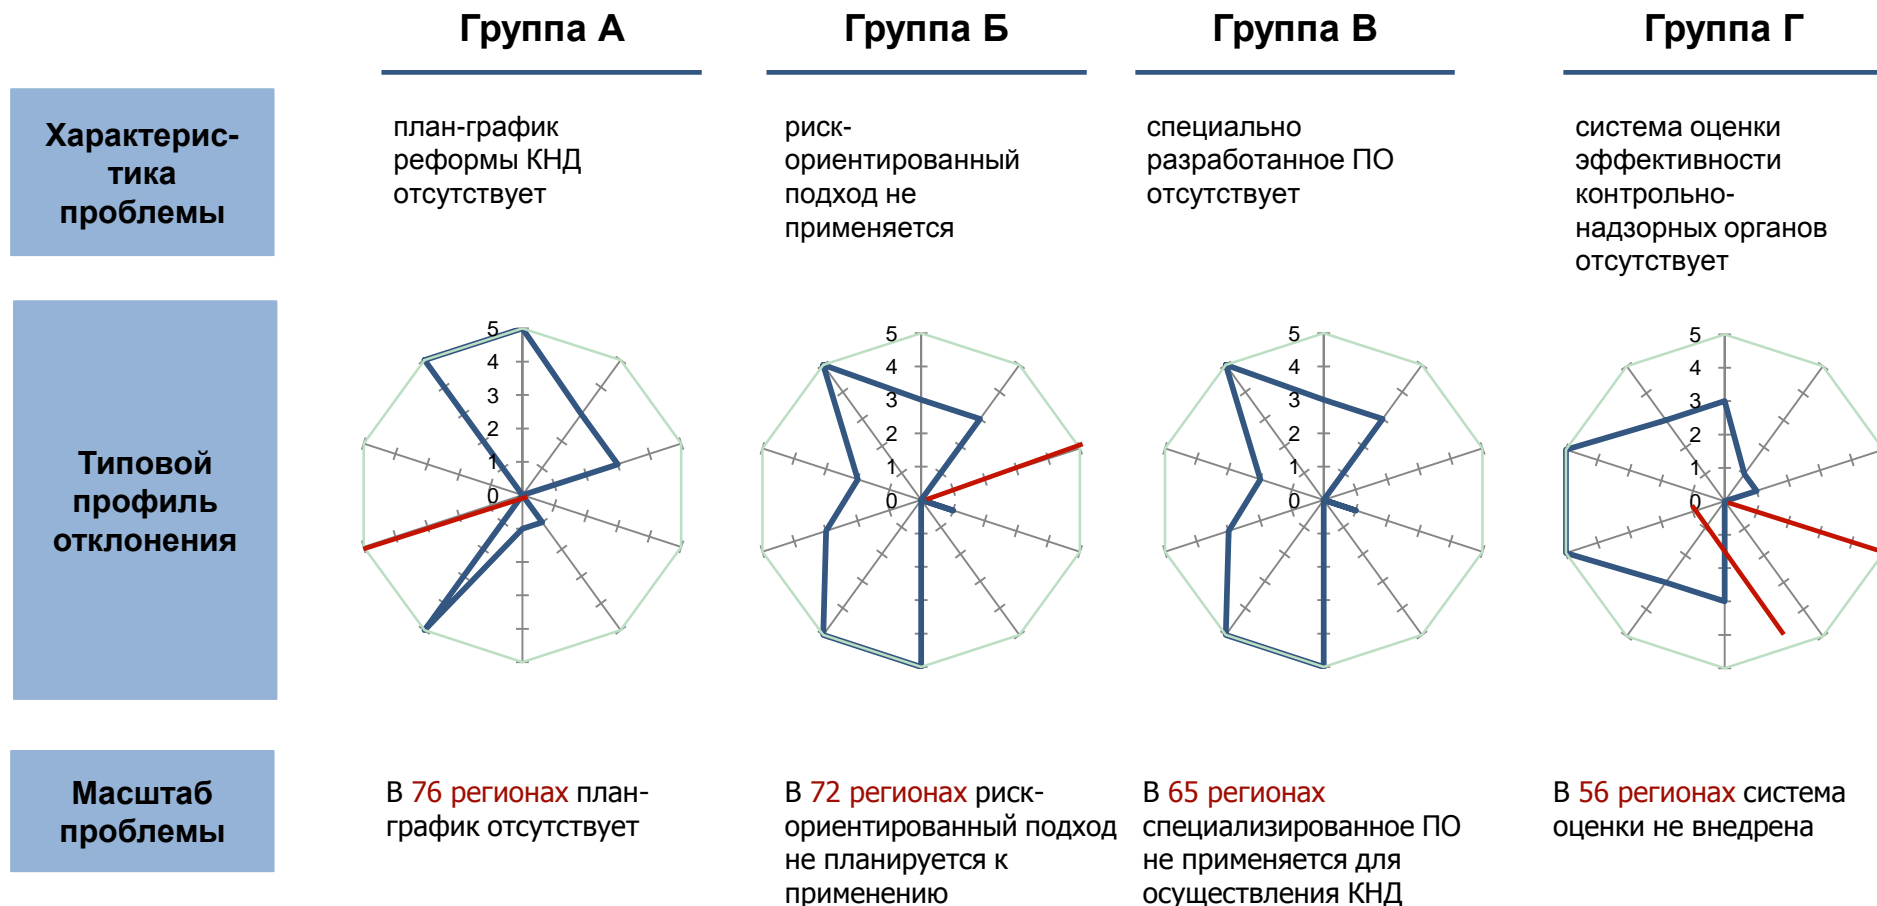 Группа А
Группа Б
Группа В
Группа Г
Характерис-
тика
проблемы
план-график
реформы КНД
отсутствует
риск-
ориентированный
подход не
применяется
специально
разработанное ПО
отсутствует
система оценки
эффективности
контрольно-
надзорных органов
отсутствует
Типовой
профиль
отклонения
5
4
3
2
1
0
5
4
3
2
1
0
5
4
3
2
1
0
5
4
3
2
1
0
Масштаб
проблемы
В 76 регионах план-
график отсутствует
В 72 регионах риск-
ориентированный подход
не планируется к
применению
В 65 регионах
специализированное ПО
не применяется для
осуществления КНД
В 56 регионах система
оценки не внедрена